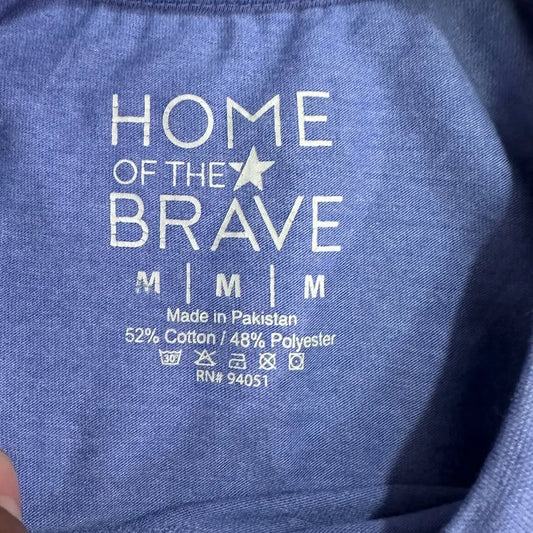 HOME
OF THE
BRAVE
M | M | M
Made in Pakistan
52% Cotton / 48% Polyester
30°
RN# 94051